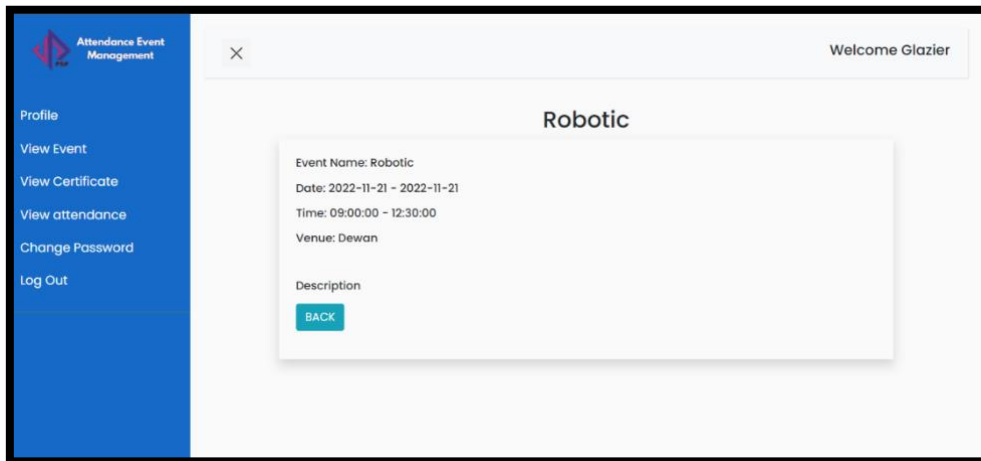 Attendance Event
Management
PSP
Profile
View Event
View Certificate
View attendance
Change Password
Log Out
Welcome Glazier
Robotic
Event Name: Robotic
Date: 2022-11-21 - 2022-11-21
Time: 09:00:00 - 12:30:00
Venue: Dewan
Description
BACK